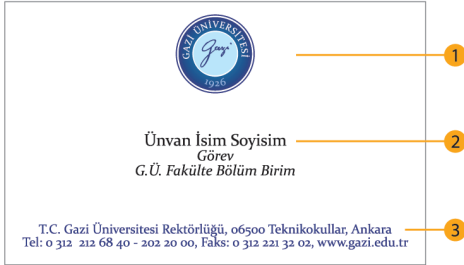 GAZİ ÜNİVERSİTESİ
Gazi
1926
1
Ünvan İsim Soyisim
2
Görev
G.Ü. Fakülte Bölüm Birim
T.C. Gazi Üniversitesi Rektörlüğü, 06500 Teknikokullar, Ankara
3
Tel: 0 312 212 68 40 - 202 20 00, Faks: 0 312 221 32 02, www.gazi.edu.tr